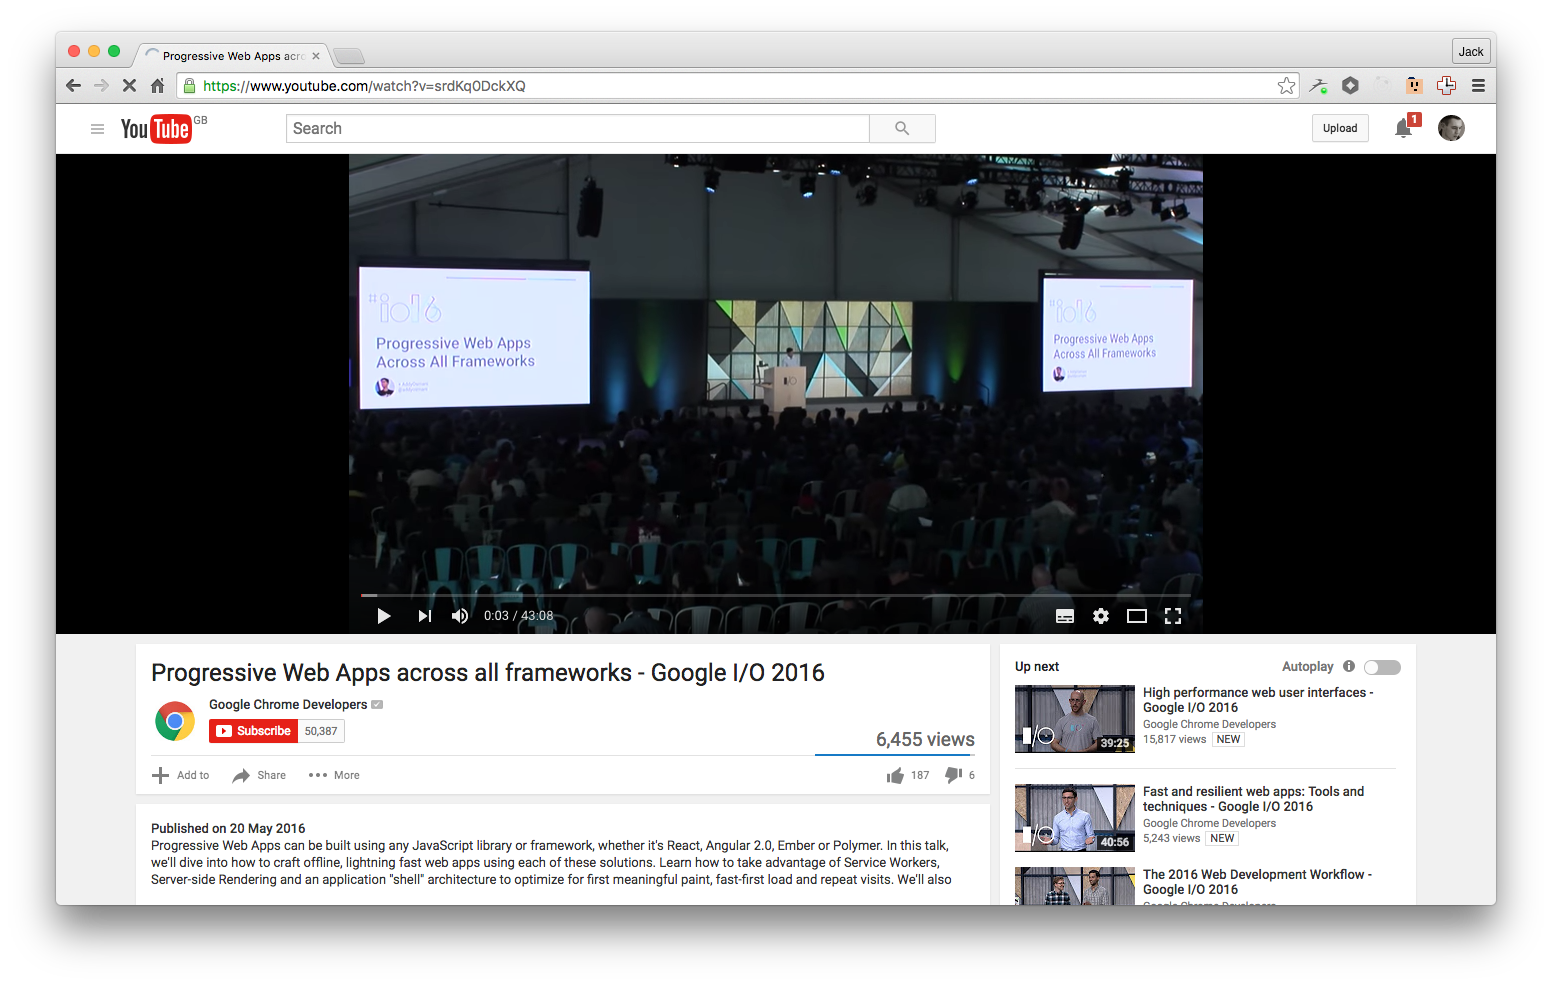 Progressive Web Apps acro
Jack
https://www.youtube.com/watch?v=srdKq0DckXQ
YouTube GB
Search
Upload
1
#io16
Progressive Web Apps
Across All Frameworks
#io16
Progressive Web Apps
Across All Frameworks
I/O
0:03 / 43:08
Progressive Web Apps across all frameworks - Google I/O 2016
Google Chrome Developers
Subscribe 50,387
6,455 views
Add to Share More
187 6
Published on 20 May 2016
Progressive Web Apps can be built using any JavaScript library or framework, whether it's React, Angular 2.0, Ember or Polymer. In this talk,
we'll dive into how to craft offline, lightning fast web apps using each of these solutions. Learn how to take advantage of Service Workers,
Server-side Rendering and an application "shell" architecture to optimize for first meaningful paint, fast-first load and repeat visits. We'll also
Up next
Autoplay
I/O
39:25
High performance web user interfaces -
Google I/O 2016
Google Chrome Developers
15,817 views NEW
I/O
40:56
Fast and resilient web apps: Tools and
techniques - Google I/O 2016
Google Chrome Developers
5,243 views NEW
The 2016 Web Development Workflow -
Google I/O 2016
Google Chrome Developers